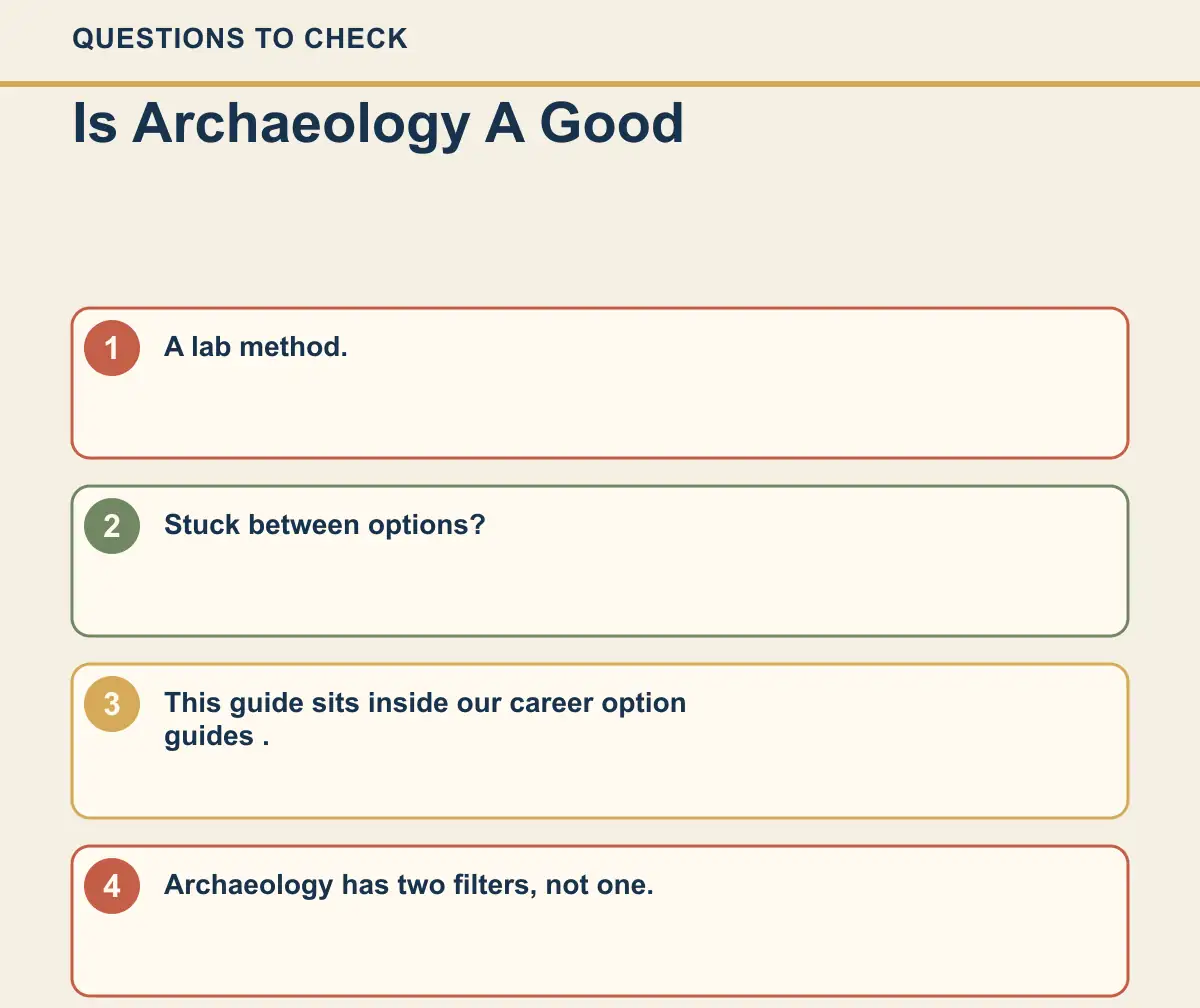 QUESTIONS TO CHECK
Is Archaeology A Good
1
A lab method.
2
Stuck between options?
3
This guide sits inside our career option
guides .
4
Archaeology has two filters, not one.